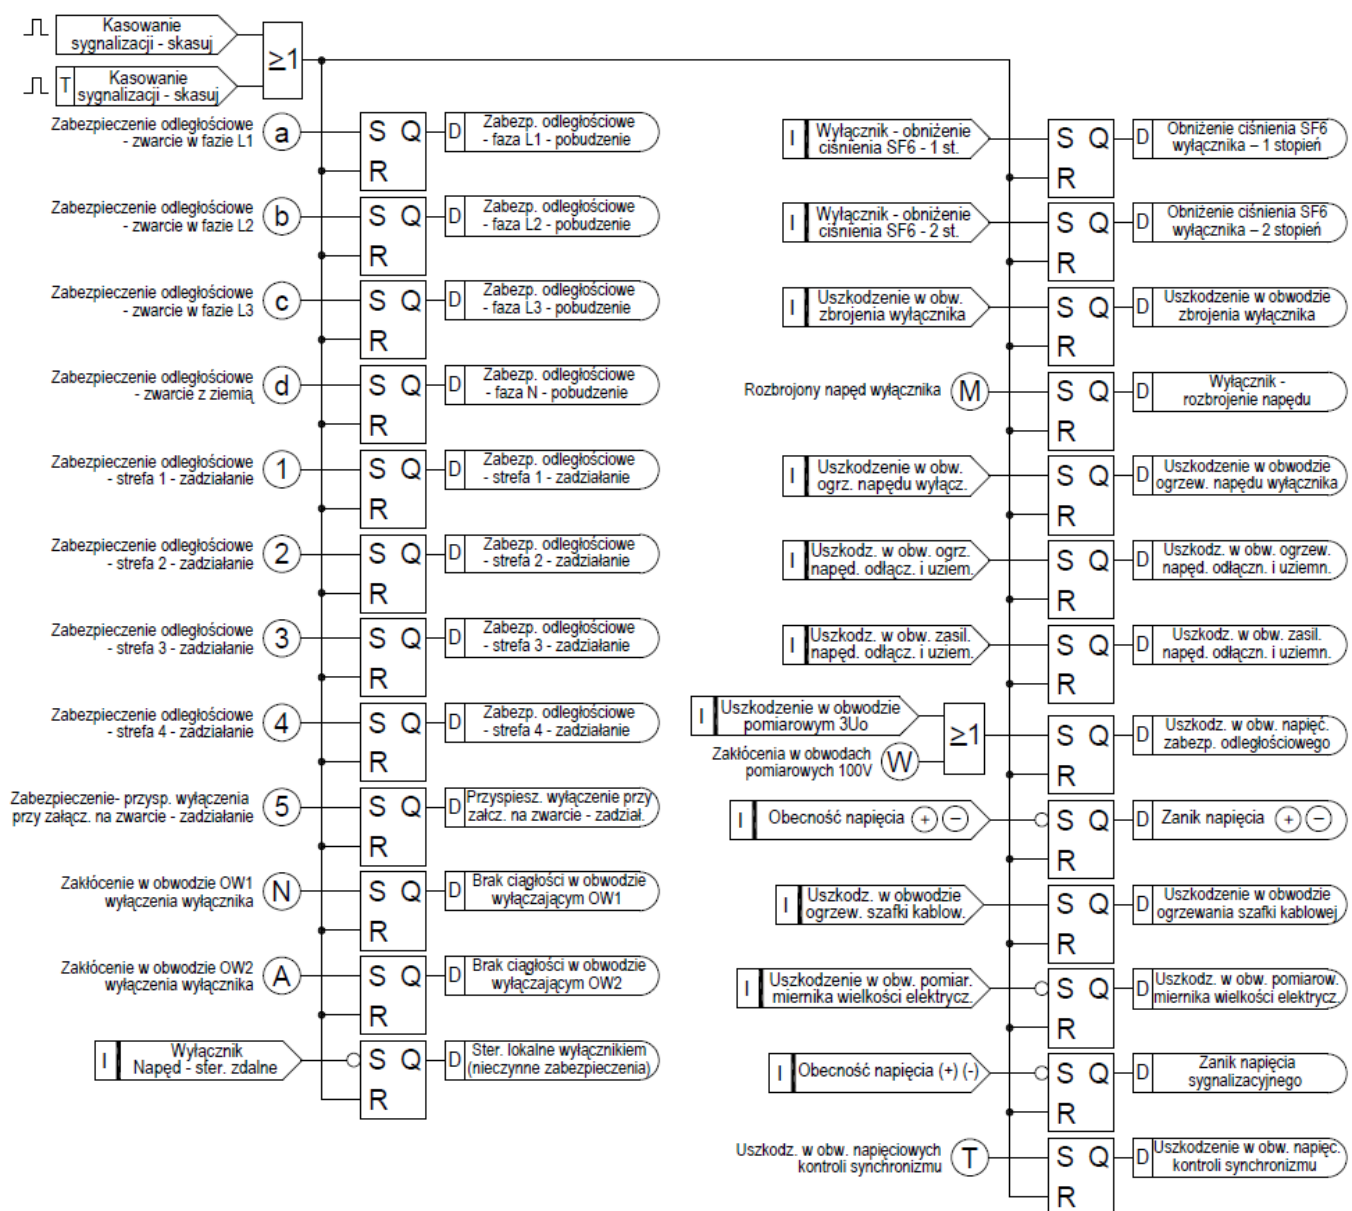 Kasowanie
sygnalizacji - skasuj
≥1
T
Kasowanie
sygnalizacji - skasuj
Zabezpieczenie odległościowe
- zwarcie w fazie L1
a
S Q
R
D
Zabezp. odległościowe
- faza L1 - pobudzenie
Zabezpieczenie odległościowe
- zwarcie w fazie L2
b
S Q
R
D
Zabezp. odległościowe
- faza L2 - pobudzenie
Zabezpieczenie odległościowe
- zwarcie w fazie L3
c
S Q
R
D
Zabezp. odległościowe
- faza L3 - pobudzenie
Zabezpieczenie odległościowe
- zwarcie z ziemią
d
S Q
R
D
Zabezp. odległościowe
- faza N - pobudzenie
Zabezpieczenie odległościowe
- strefa 1 - zadziałanie
1
S Q
R
D
Zabezp. odległościowe
- strefa 1 - zadziałanie
Zabezpieczenie odległościowe
- strefa 2 - zadziałanie
2
S Q
R
D
Zabezp. odległościowe
- strefa 2 - zadziałanie
Zabezpieczenie odległościowe
- strefa 3 - zadziałanie
3
S Q
R
D
Zabezp. odległościowe
- strefa 3 - zadziałanie
Zabezpieczenie odległościowe
- strefa 4 - zadziałanie
4
S Q
R
D
Zabezp. odległościowe
- strefa 4 - zadziałanie
Zabezpieczenie- przysp. wyłączenia
przy załącz. na zwarcie - zadziałanie
5
S Q
R
D
Przyspiesz. wyłączenie przy
załcz. na zwarcie - zadział.
Zakłócenie w obwodzie OW1
wyłączenia wyłącznika
N
S Q
R
D
Brak ciągłości w obwodzie
wyłączającym OW1
Zakłócenie w obwodzie OW2
wyłączenia wyłącznika
A
S Q
R
D
Brak ciągłości w obwodzie
wyłączającym OW2
I
Wyłącznik
Napęd - ster. zdalne
S Q
R
D
Ster. lokalne wyłącznikiem
(nieczynne zabezpieczenia)
I
Wyłącznik - obniżenie
ciśnienia SF6 - 1 st.
S Q
R
D
Obniżenie ciśnienia SF6
wyłącznika – 1 stopień
I
Wyłącznik - obniżenie
ciśnienia SF6 - 2 st.
S Q
R
D
Obniżenie ciśnienia SF6
wyłącznika – 2 stopień
I
Uszkodzenie w obw.
zbrojenia wyłącznika
S Q
R
D
Uszkodzenie w obwodzie
zbrojenia wyłącznika
Rozbrojony napęd wyłącznika
M
S Q
R
D
Wyłącznik -
rozbrojenie napędu
I
Uszkodzenie w obw.
ogrz. napędu wyłącz.
S Q
R
D
Uszkodzenie w obwodzie
ogrzew. napędu wyłącznika
I
Uszkodz. w obw. ogrz.
napęd. odłącz. i uziem.
S Q
R
D
Uszkodz. w obw. ogrzew.
napęd. odłączn. i uziemn.
I
Uszkodz. w obw. zasil.
napęd. odłącz. i uziem.
S Q
R
D
Uszkodz. w obw. zasil.
napęd. odłączn. i uziemn.
I
Uszkodzenie w obwodzie
pomiarowym 3Uo
Zakłócenia w obwodach
pomiarowych 100V
W
≥1
S Q
R
D
Uszkodz. w obw. napięć.
zabezp. odległościowego
I
Obecność napięcia + −
S Q
R
D
Zanik napięcia + −
I
Uszkodz. w obwodzie
ogrzew. szafki kablow.
S Q
R
D
Uszkodzenie w obwodzie
ogrzewania szafki kablowej
I
Uszkodzenie w obw. pomiar.
miernika wielkości elektrycz.
S Q
R
D
Uszkodz. w obw. pomiarow.
miernika wielkości elektrycz.
I
Obecność napięcia (+) (-)
S Q
R
D
Zanik napięcia
sygnalizacyjnego
Uszkodz. w obw. napięciowych
kontroli synchronizmu
T
S Q
R
D
Uszkodzenie w obw. napięc.
kontroli synchronizmu